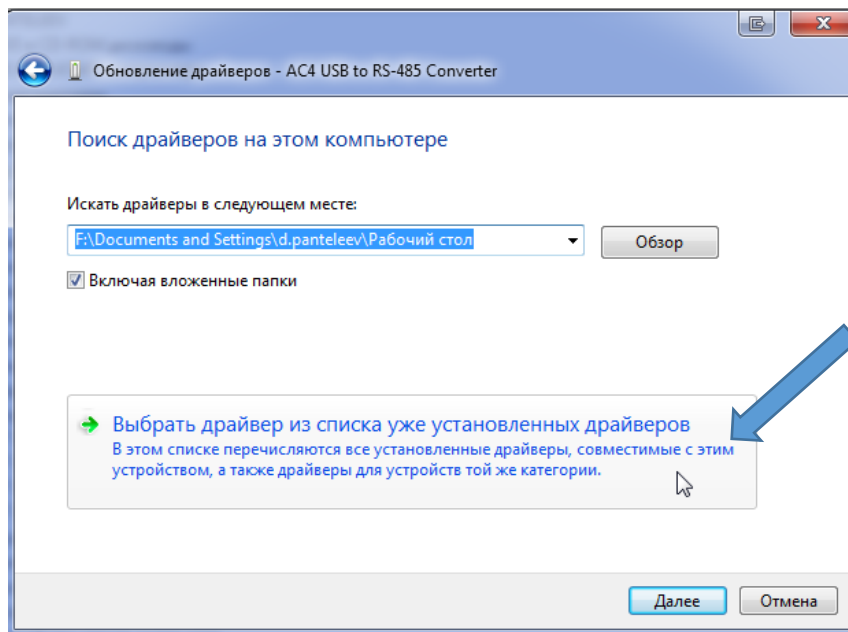 Обновление драйверов - AC4 USB to RS-485 Converter
Поиск драйверов на этом компьютере
Искать драйверы в следующем месте:
F:\Documents and Settings\d.panteleev\Рабочий стол
Обзор
Включая вложенные папки
Выбрать драйвер из списка уже установленных драйверов
В этом списке перечисляются все установленные драйверы, совместимые с этим
устройством, а также драйверы для устройств той же категории.
Далее
Отмена